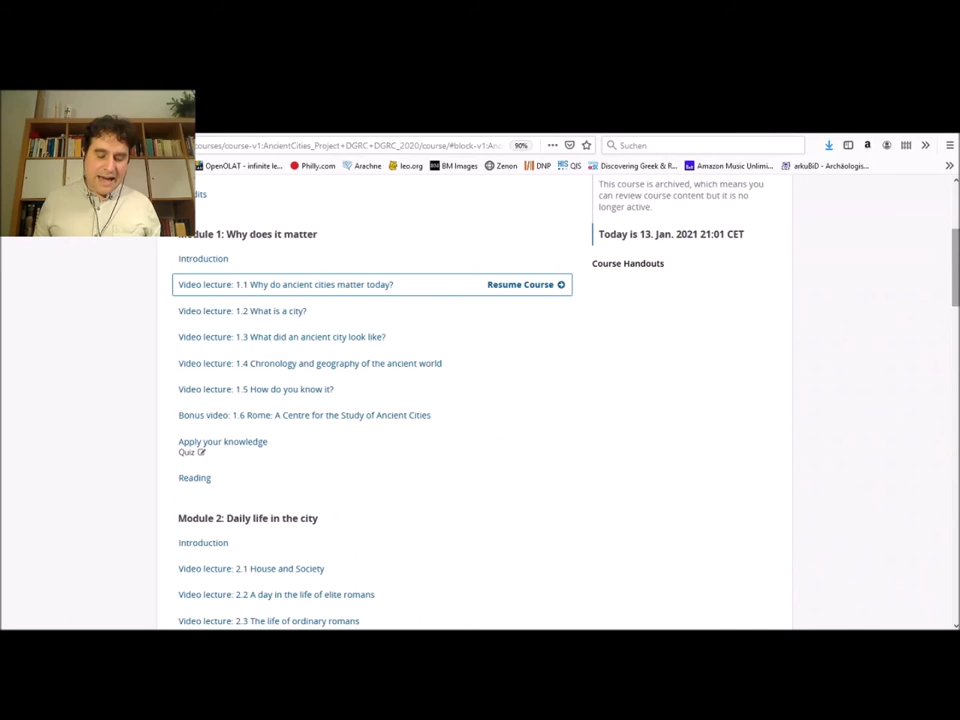 courses/course-v1:AncientCities_Project+DGRC+DGRC_2020/course/#block-v1:Anc
90%
Suchen
OpenOLAT - infinite le...
Philly.com
Arachne
leo.org
BM Images
Zenon
DNP
QIS
Discovering Greek & R...
Amazon Music Unlimi...
arkuBiD - Archäologis...
This course is archived, which means you
can review course content but it is no
longer active.
Today is 13. Jan. 2021 21:01 CET
Course Handouts
dits
dule 1: Why does it matter
Introduction
Video lecture: 1.1 Why do ancient cities matter today?
Resume Course
Video lecture: 1.2 What is a city?
Video lecture: 1.3 What did an ancient city look like?
Video lecture: 1.4 Chronology and geography of the ancient world
Video lecture: 1.5 How do you know it?
Bonus video: 1.6 Rome: A Centre for the Study of Ancient Cities
Apply your knowledge
Quiz
Reading
Module 2: Daily life in the city
Introduction
Video lecture: 2.1 House and Society
Video lecture: 2.2 A day in the life of elite romans
Video lecture: 2.3 The life of ordinary romans